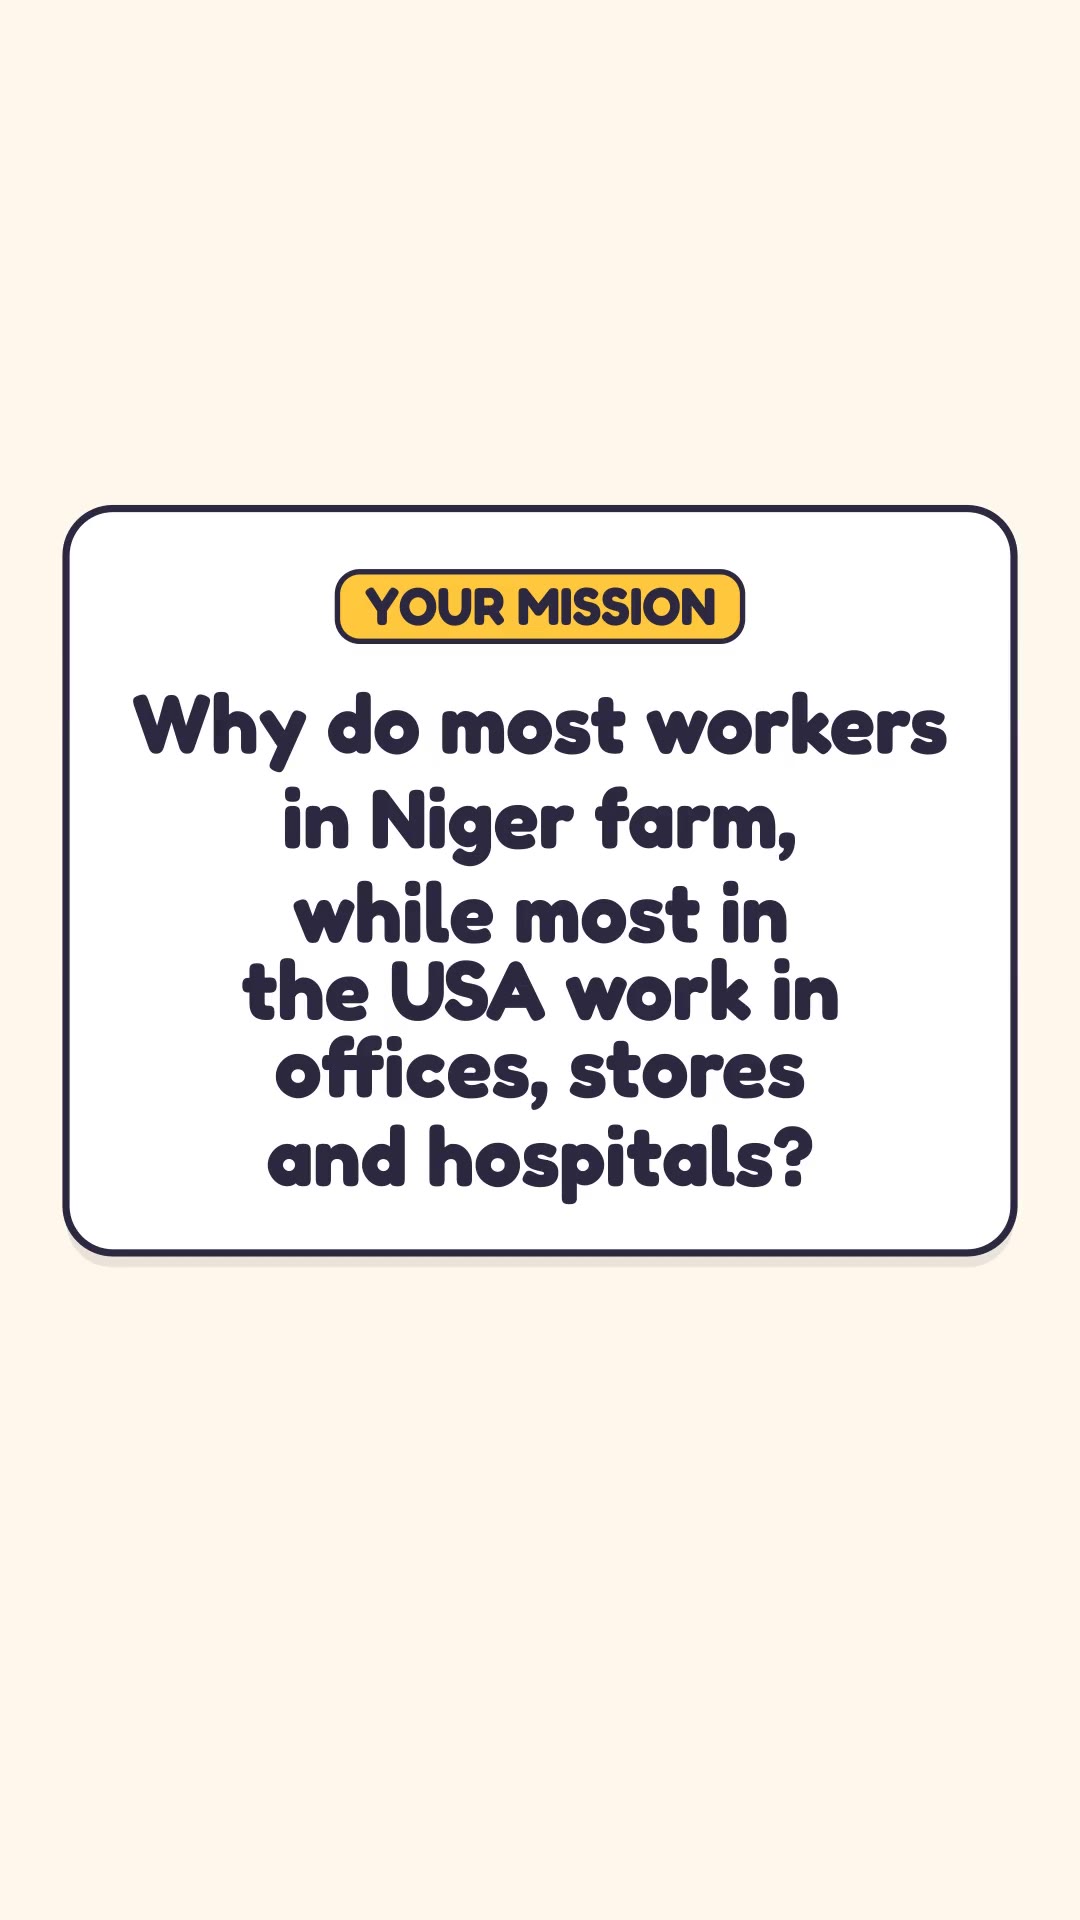 YOUR MISSION
Why do most workers
in Niger farm,
while most in
the USA work in
offices, stores
and hospitals?